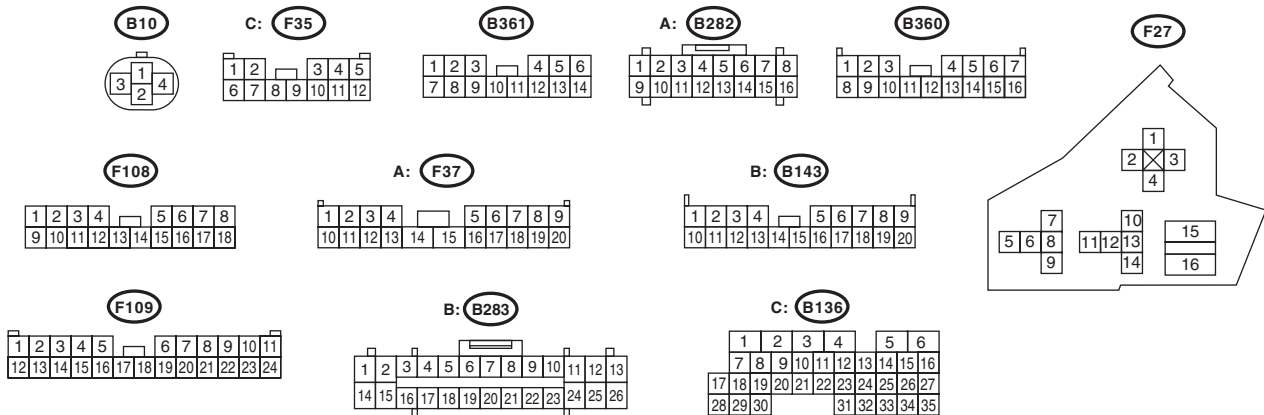 B10 C: F35 B361 A: B282 B360 F27
1 2 3 4
1 2 3 4 5
6 7 8 9 10 11 12
1 2 3 4 5 6
7 8 9 10 11 12 13 14
1 2 3 4 5 6 7 8
9 10 11 12 13 14 15 16
1 2 3 4 5 6 7
8 9 10 11 12 13 14 15 16
1
2 3
4
7 10
5 6 8 11 12 13
9 14
15
16
F108 A: F37 B: B143
1 2 3 4 5 6 7 8
9 10 11 12 13 14 15 16 17 18
1 2 3 4 5 6 7 8 9
10 11 12 13 14 15 16 17 18 19 20
1 2 3 4 5 6 7 8 9
10 11 12 13 14 15 16 17 18 19 20
F109 B: B283 C: B136
1 2 3 4 5 6 7 8 9 10 11
12 13 14 15 16 17 18 19 20 21 22 23 24
1 2 3 4 5 6 7 8 9 10 11 12 13
14 15 16 17 18 19 20 21 22 23 24 25 26
1 2 3 4 5 6
7 8 9 10 11 12 13 14 15 16
17 18 19 20 21 22 23 24 25 26 27
28 29 30 31 32 33 34 35